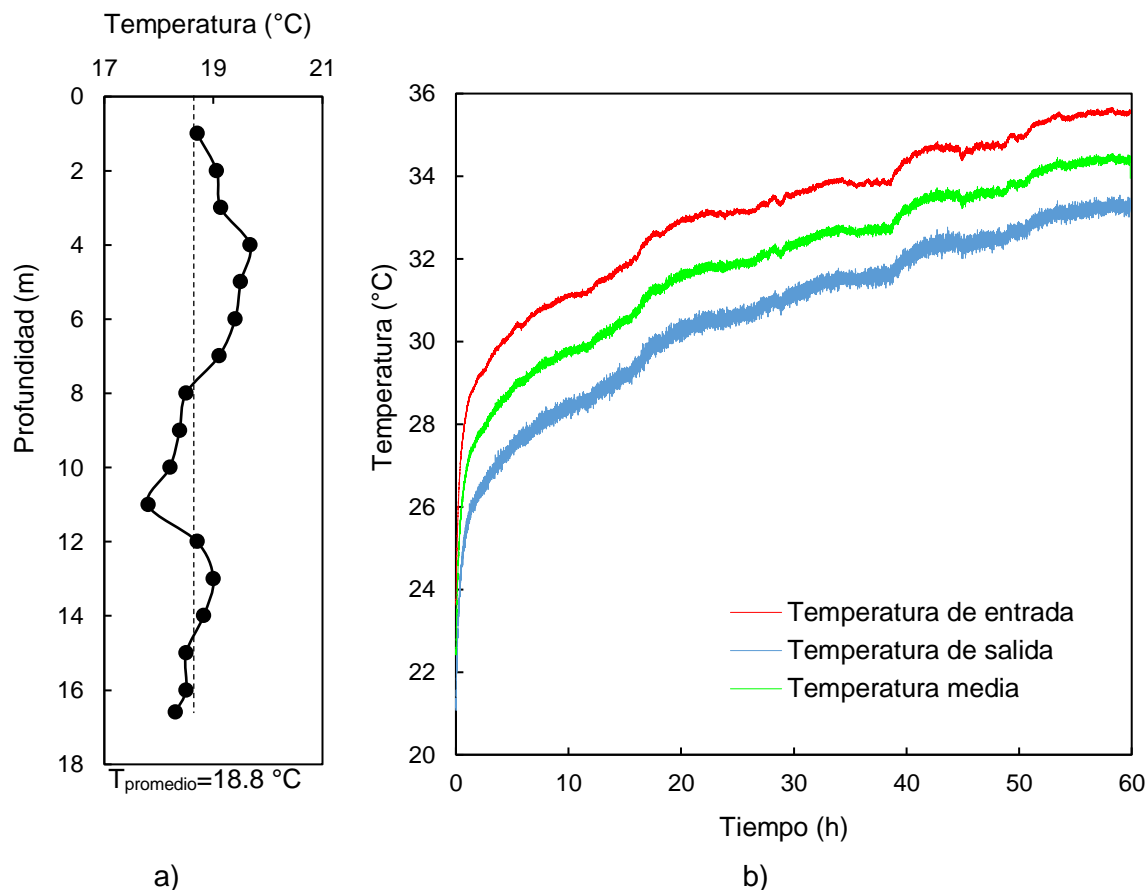 Temperatura (°C)
17 19 21
0
2
4
6
8
10
12
14
16
18
Profundidad (m)
Tpromedio=18.8 °C
a)
36
34
32
30
28
26
24
22
20
Temperatura (°C)
Temperatura de entrada
Temperatura de salida
Temperatura media
0 10 20 30 40 50 60
Tiempo (h)
b)